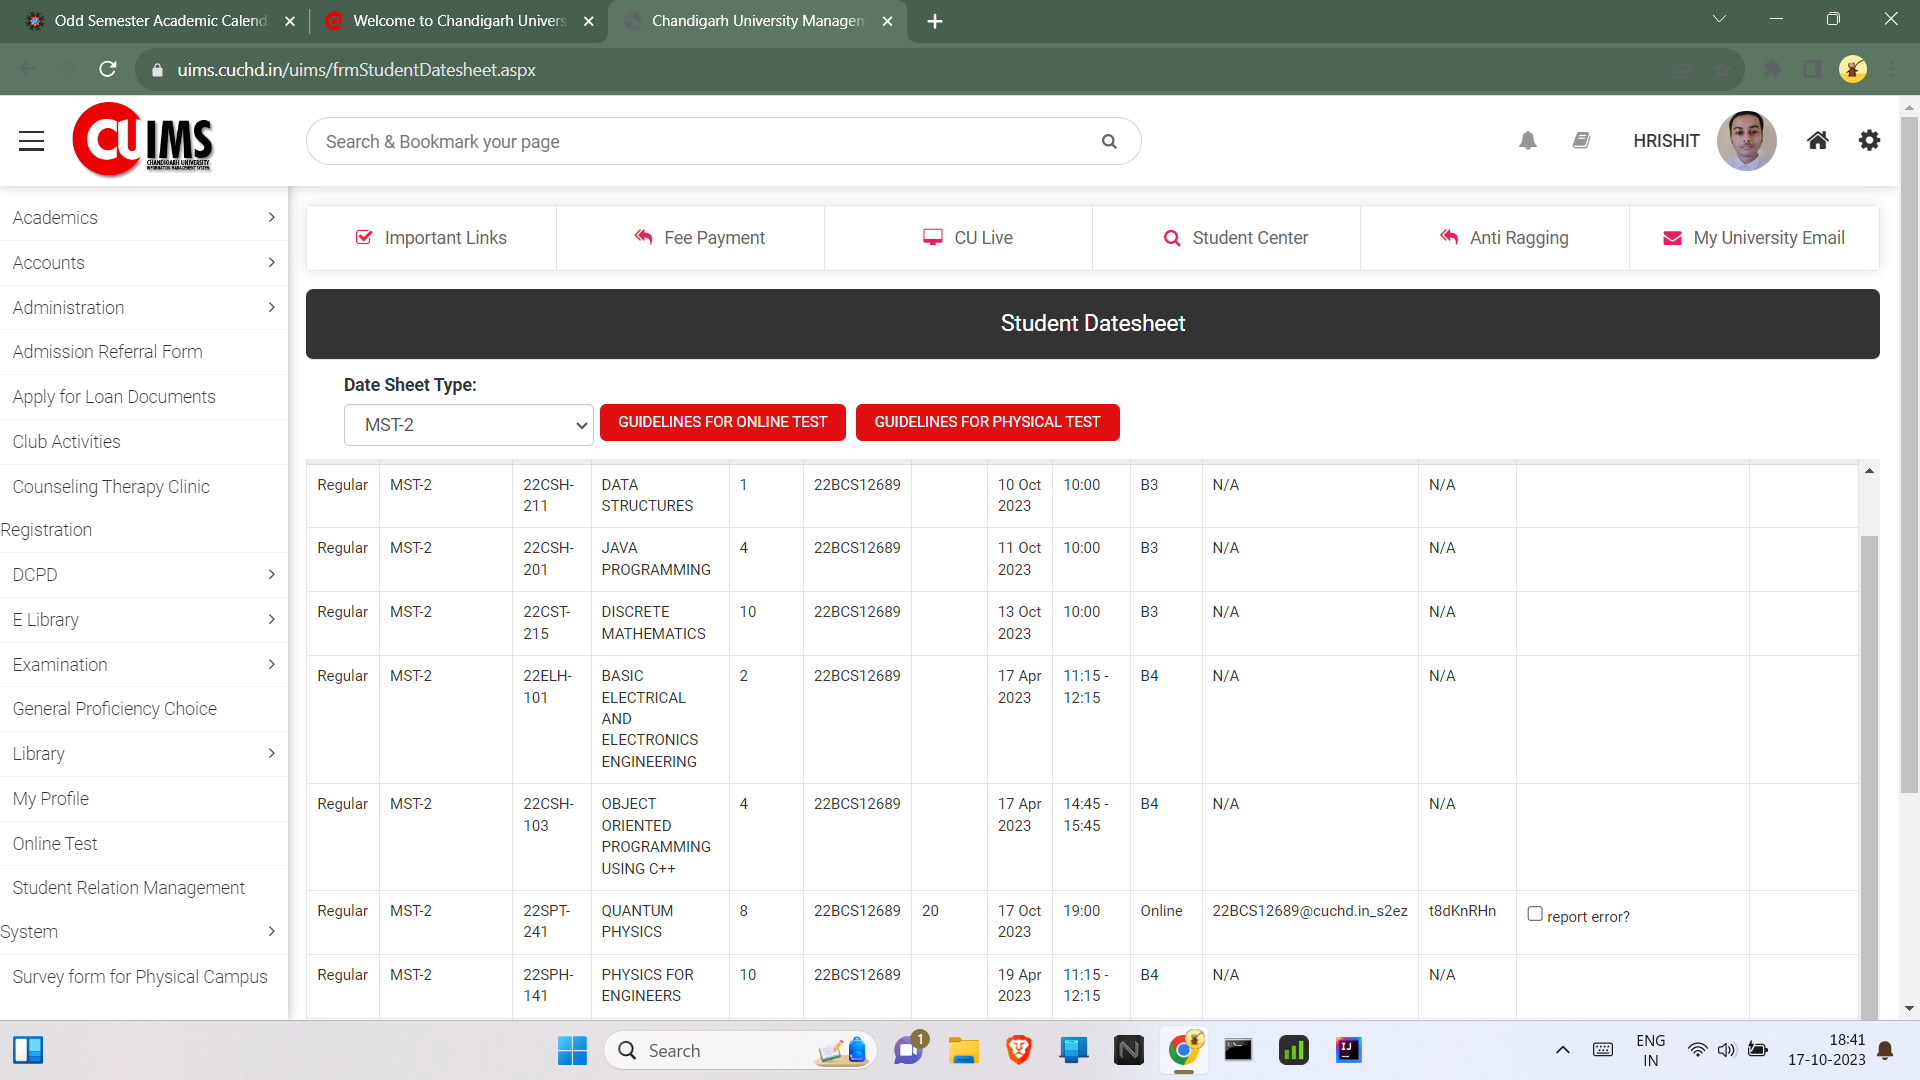 Odd Semester Academic Calend
Welcome to Chandigarh Univers
Chandigarh University Managem
uims.cuchd.in/uims/frmStudentDatesheet.aspx
CU IMS
CHANDIGARH UNIVERSITY
INFORMATION MANAGEMENT SYSTEM
Search & Bookmark your page
HRISHIT
Academics
Accounts
Administration
Admission Referral Form
Apply for Loan Documents
Club Activities
Counseling Therapy Clinic
Registration
DCPD
E Library
Examination
General Proficiency Choice
Library
My Profile
Online Test
Student Relation Management
System
Survey form for Physical Campus
Important Links
Fee Payment
CU Live
Student Center
Anti Ragging
My University Email
Student Datesheet
Date Sheet Type:
MST-2
GUIDELINES FOR ONLINE TEST
GUIDELINES FOR PHYSICAL TEST
Regular MST-2 22CSH- DATA 1 22BCS12689 10 Oct 10:00 B3 N/A N/A
211 STRUCTURES 2023
Regular MST-2 22CSH- JAVA 4 22BCS12689 11 Oct 10:00 B3 N/A N/A
201 PROGRAMMING 2023
Regular MST-2 22CST- DISCRETE 10 22BCS12689 13 Oct 10:00 B3 N/A N/A
215 MATHEMATICS 2023
Regular MST-2 22ELH- BASIC 2 22BCS12689 17 Apr 11:15 - B4 N/A N/A
101 ELECTRICAL 2023 12:15
AND
ELECTRONICS
ENGINEERING
Regular MST-2 22CSH- OBJECT 4 22BCS12689 17 Apr 14:45 - B4 N/A N/A
103 ORIENTED 2023 15:45
PROGRAMMING
USING C++
Regular MST-2 22SPT- QUANTUM 8 22BCS12689 20 17 Oct 19:00 Online 22BCS12689@cuchd.in_s2ez t8dKnRHn report error?
241 PHYSICS 2023
Regular MST-2 22SPH- PHYSICS FOR 10 22BCS12689 19 Apr 11:15 - B4 N/A N/A
141 ENGINEERS 2023 12:15
Search
1
N
IJ
ENG
IN
18:41
17-10-2023